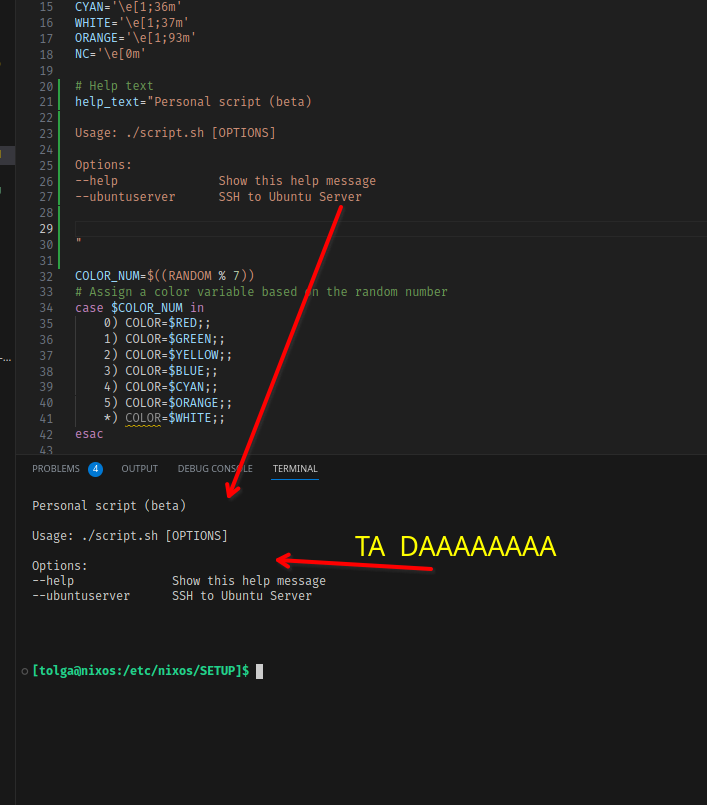 15 CYAN='\e[1;36m'
16 WHITE='\e[1;37m'
17 ORANGE='\e[1;93m'
18 NC='\e[0m'
19
20 # Help text
21 help_text="Personal script (beta)
22
23 Usage: ./script.sh [OPTIONS]
24
25 Options:
26 --help              Show this help message
27 --ubuntuserver      SSH to Ubuntu Server
28
29
30 "
31
32 COLOR_NUM=$((RANDOM % 7))
33 # Assign a color variable based on the random number
34 case $COLOR_NUM in
35     0) COLOR=$RED;;
36     1) COLOR=$GREEN;;
37     2) COLOR=$YELLOW;;
38     3) COLOR=$BLUE;;
39     4) COLOR=$CYAN;;
40     5) COLOR=$ORANGE;;
41     *) COLOR=$WHITE;;
42 esac
43
PROBLEMS 4 OUTPUT DEBUG CONSOLE TERMINAL
Personal script (beta)
Usage: ./script.sh [OPTIONS]
TA DAAAAAAAA
Options:
--help              Show this help message
--ubuntuserver      SSH to Ubuntu Server
[tolga@nixos:/etc/nixos/SETUP]$